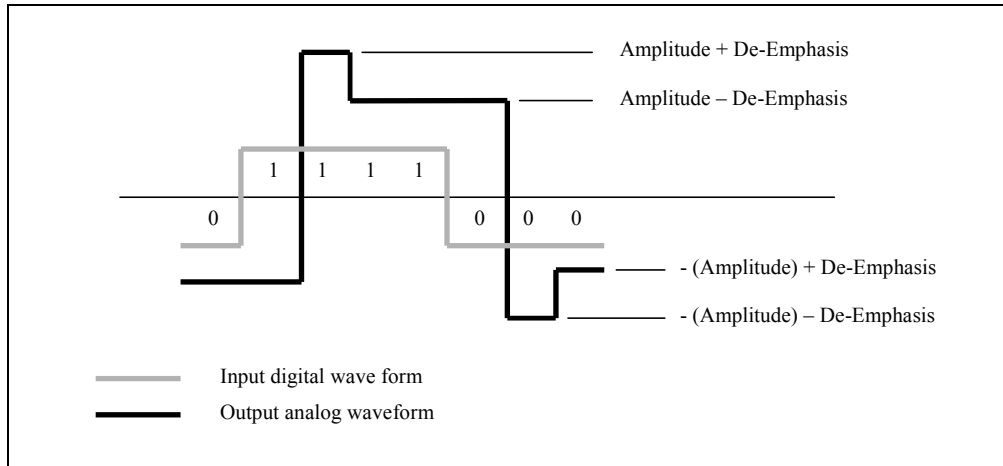 Amplitude + De-Emphasis
Amplitude – De-Emphasis
1 1 1 1
0 0 0 0
- (Amplitude) + De-Emphasis
- (Amplitude) – De-Emphasis
Input digital wave form
Output analog waveform